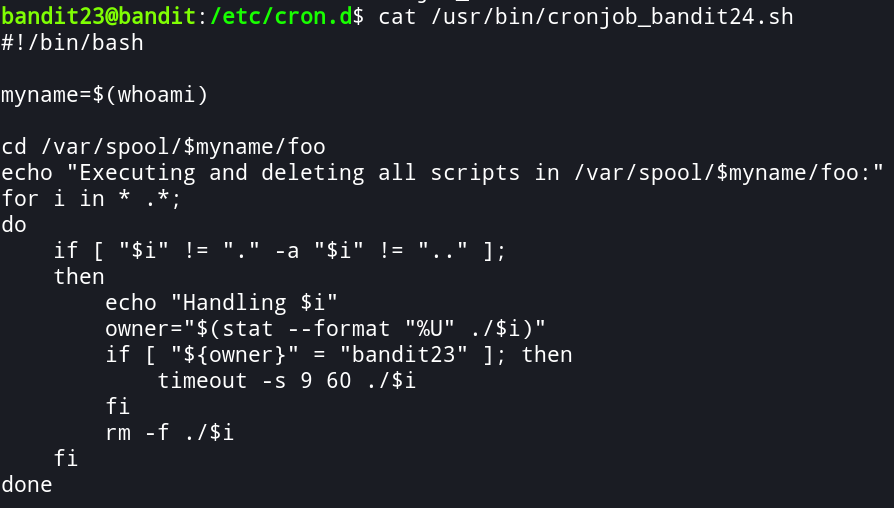 bandit23@bandit:/etc/cron.d$ cat /usr/bin/cronjob_bandit24.sh
#!/bin/bash

myname=$(whoami)

cd /var/spool/$myname/foo
echo "Executing and deleting all scripts in /var/spool/$myname/foo:"
for i in * .*;
do
    if [ "$i" != "." -a "$i" != ".." ];
    then
        echo "Handling $i"
        owner="$(stat --format "%U" ./$i)"
        if [ "${owner}" = "bandit23" ]; then
            timeout -s 9 60 ./$i
        fi
        rm -f ./$i
    fi
done